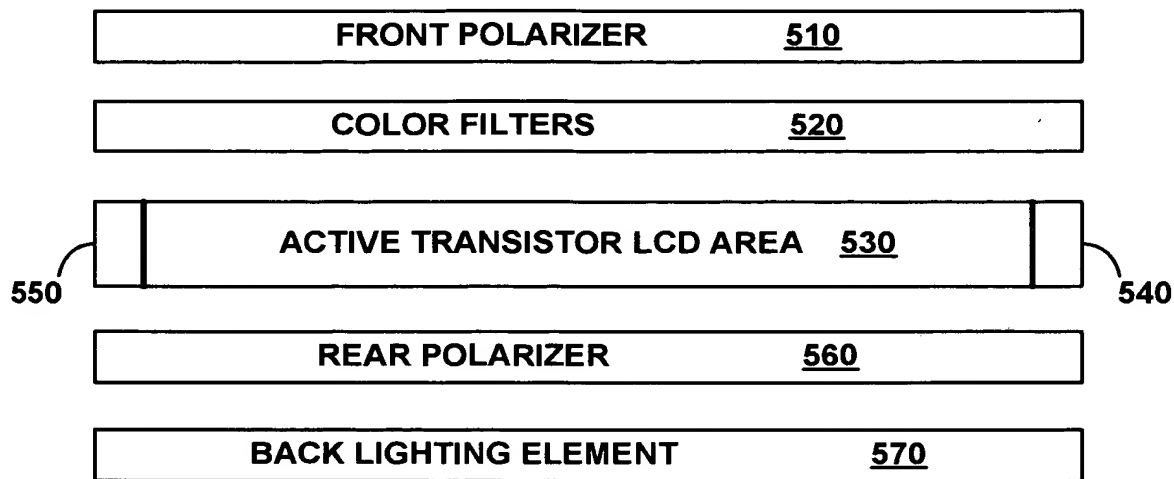 FRONT POLARIZER 510
COLOR FILTERS 520
ACTIVE TRANSISTOR LCD AREA 530
550
540
REAR POLARIZER 560
BACK LIGHTING ELEMENT 570